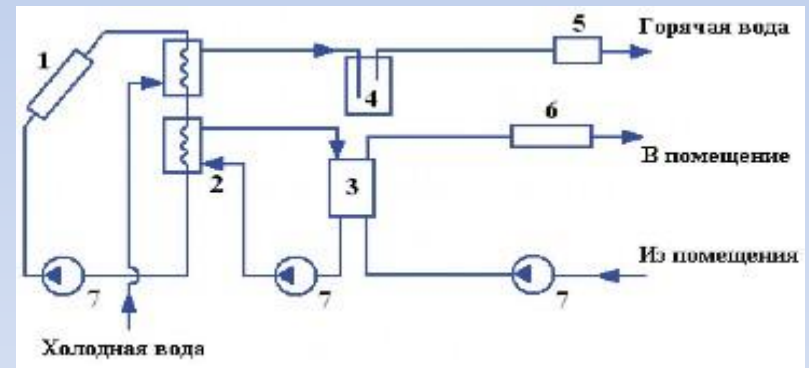 5
Горячая вода
1
4
6
В помещение
2
3
Из помещения
7
7
7
Холодная вода